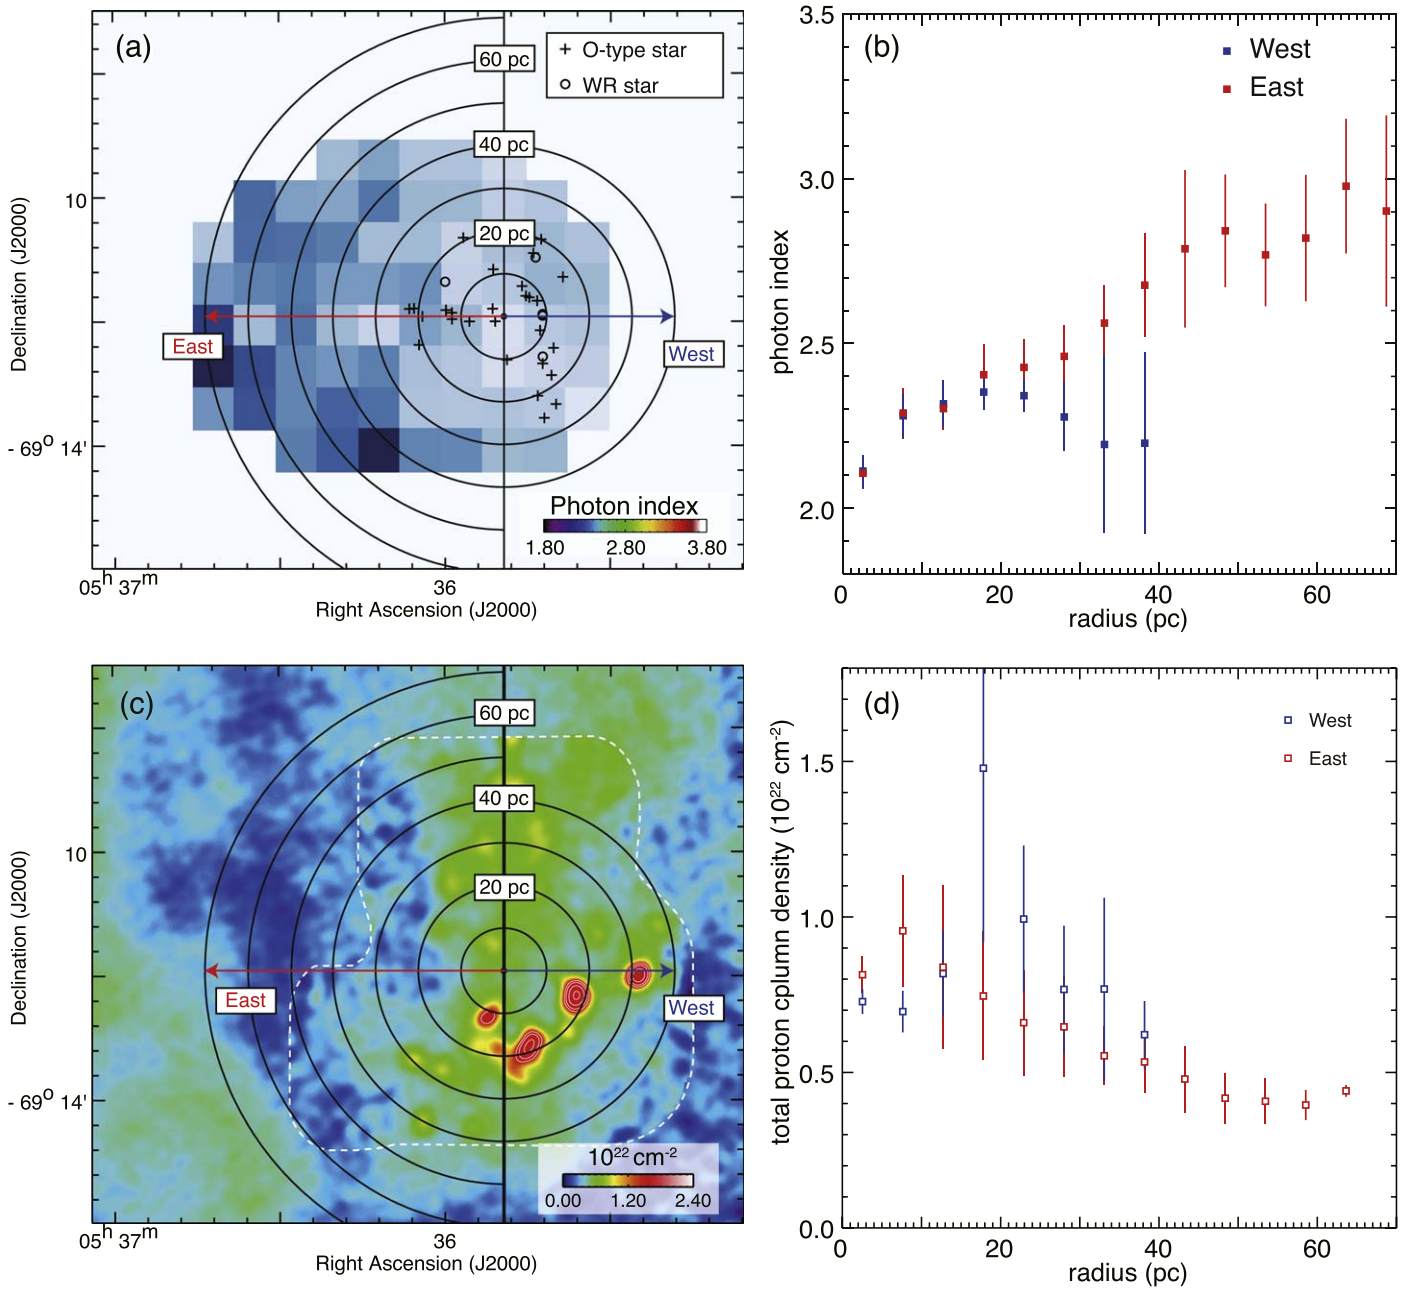 (a)
60 pc
40 pc
20 pc
+ O-type star
WR star
East
West
10
- 69° 14'
Declination (J2000)
Photon index
1.80 2.80 3.80
05h 37m 36
Right Ascension (J2000)
(b)
West
East
3.5
3.0
2.5
2.0
photon index
0 20 40 60
radius (pc)
(c)
60 pc
40 pc
20 pc
East
West
10
- 69° 14'
Declination (J2000)
10²² cm⁻²
0.00 1.20 2.40
05h 37m 36
Right Ascension (J2000)
(d)
West
East
1.5
1.0
0.5
0.0
total proton cplumn density (10²² cm⁻²)
0 20 40 60
radius (pc)